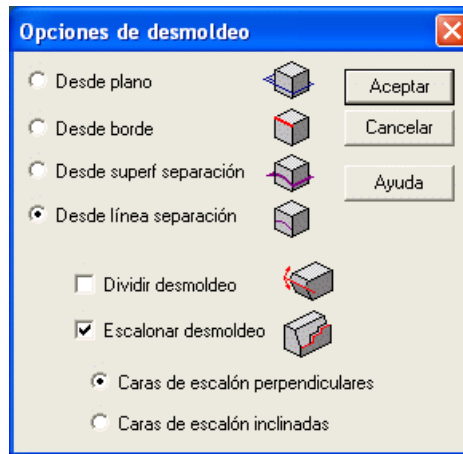 Opciones de desmoldeo
Desde plano
Aceptar
Desde borde
Cancelar
Desde superf separación
Ayuda
Desde línea separación
Dividir desmoldeo
Escalonar desmoldeo
Caras de escalón perpendiculares
Caras de escalón inclinadas